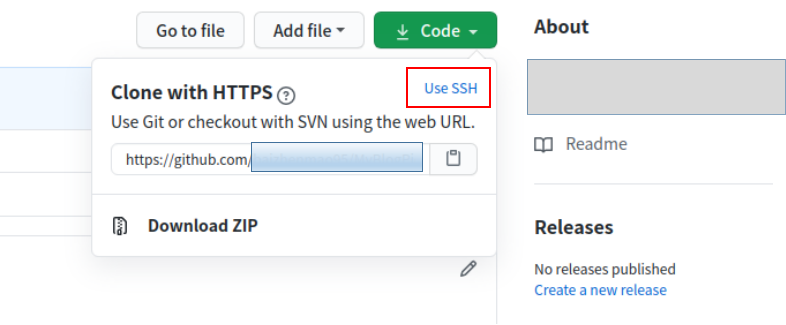 Go to file
Add file
Code
About
Clone with HTTPS
Use SSH
Use Git or checkout with SVN using the web URL.
https://github.com/
Readme
Download ZIP
Releases
No releases published
Create a new release